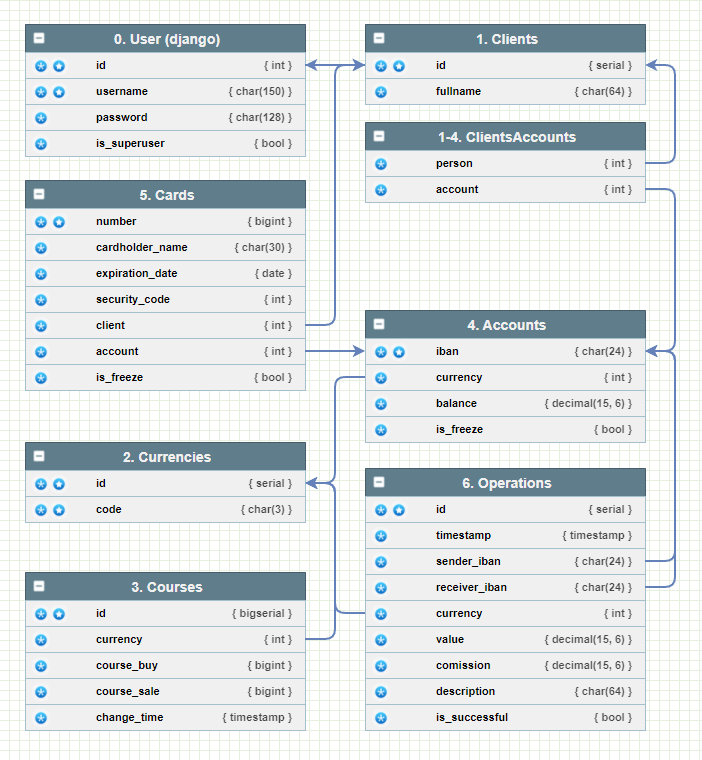 0. User (django)
id { int }
username { char(150) }
password { char(128) }
is_superuser { bool }
1. Clients
id { serial }
fullname { char(64) }
1-4. ClientsAccounts
person { int }
account { int }
5. Cards
number { bigint }
cardholder_name { char(30) }
expiration_date { date }
security_code { int }
client { int }
account { int }
is_freeze { bool }
4. Accounts
iban { char(24) }
currency { int }
balance { decimal(15, 6) }
is_freeze { bool }
2. Currencies
id { serial }
code { char(3) }
6. Operations
id { serial }
timestamp { timestamp }
sender_iban { char(24) }
receiver_iban { char(24) }
currency { int }
value { decimal(15, 6) }
comission { decimal(15, 6) }
description { char(64) }
is_successful { bool }
3. Courses
id { bigserial }
currency { int }
course_buy { bigint }
course_sale { bigint }
change_time { timestamp }